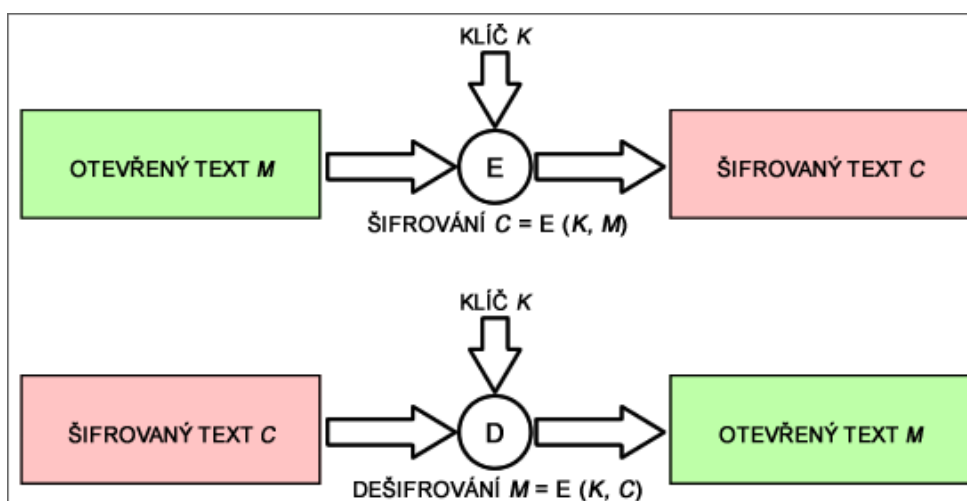 KLÍČ K
OTEVŘENÝ TEXT M
E
ŠIFROVANÝ TEXT C
ŠIFROVÁNÍ C = E (K, M)
KLÍČ K
ŠIFROVANÝ TEXT C
D
OTEVŘENÝ TEXT M
DEŠIFROVÁNÍ M = E (K, C)